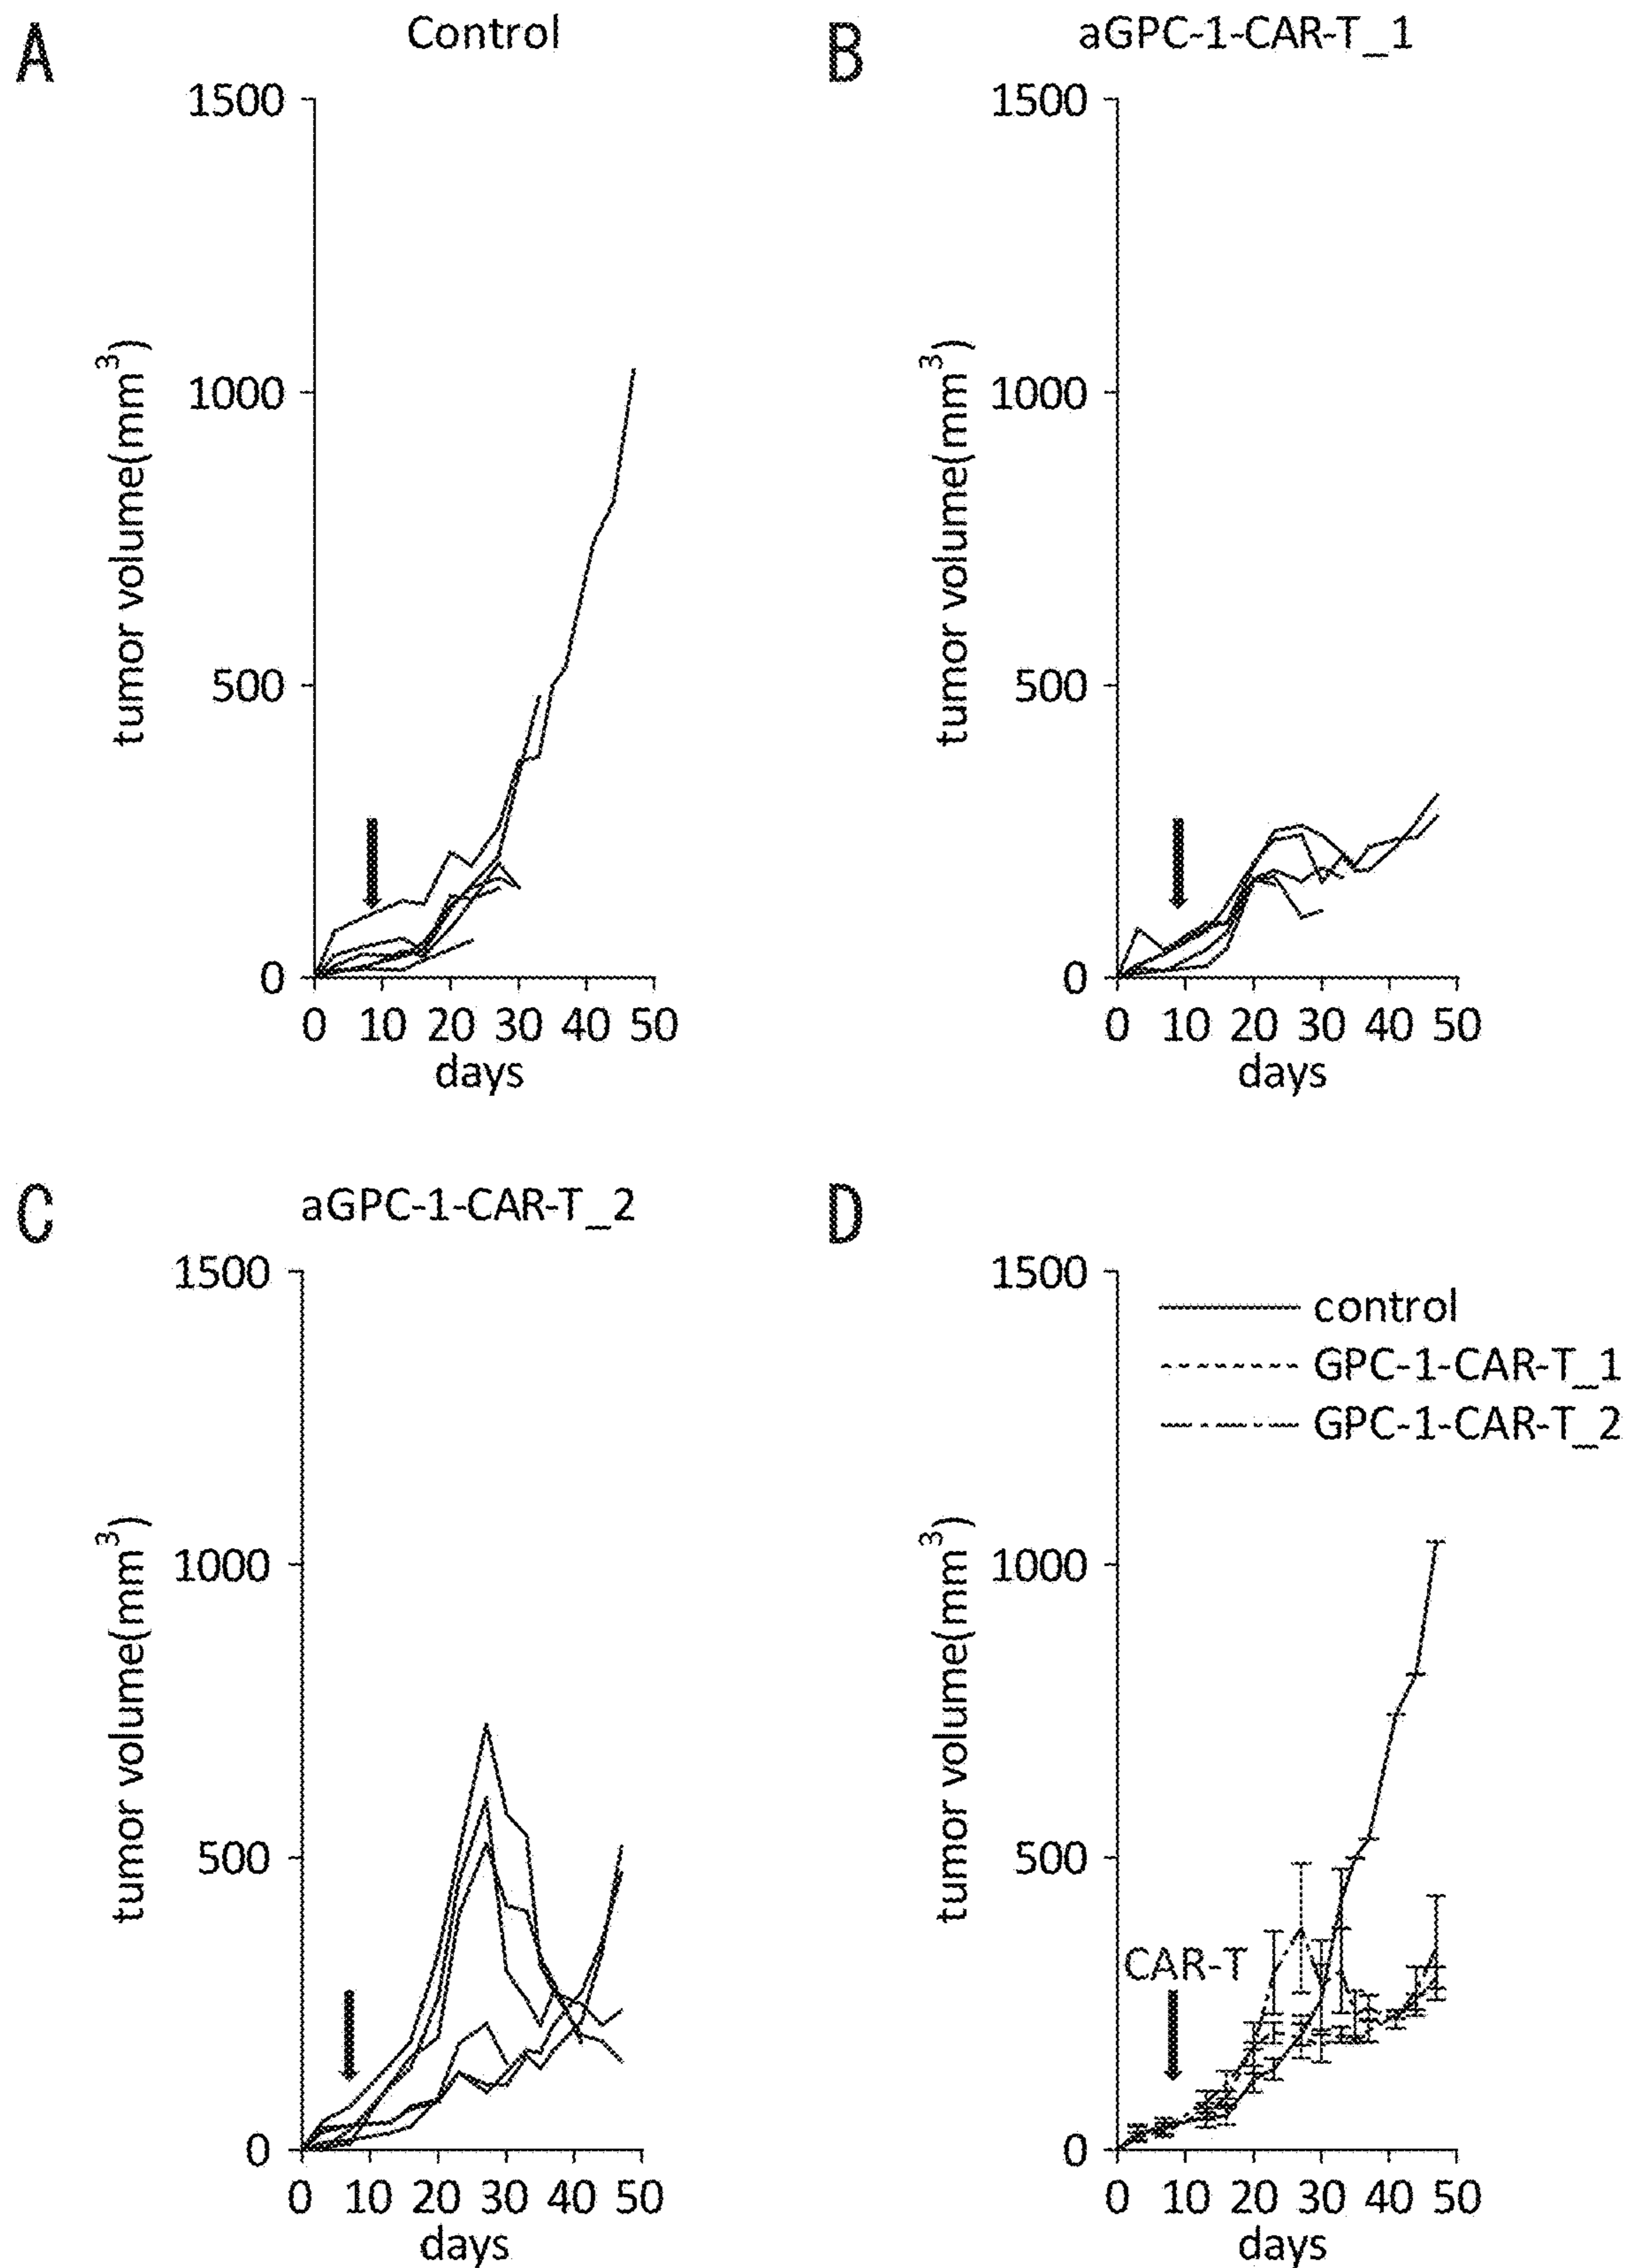 A
Control
1500
1000
500
0
tumor volume(mm³)
0 10 20 30 40 50
days
B
aGPC-1-CAR-T_1
1500
1000
500
0
tumor volume(mm³)
0 10 20 30 40 50
days
C
aGPC-1-CAR-T_2
1500
1000
500
0
tumor volume(mm³)
0 10 20 30 40 50
days
D
1500
1000
500
0
tumor volume(mm³)
control
GPC-1-CAR-T_1
GPC-1-CAR-T_2
CAR-T
0 10 20 30 40 50
days